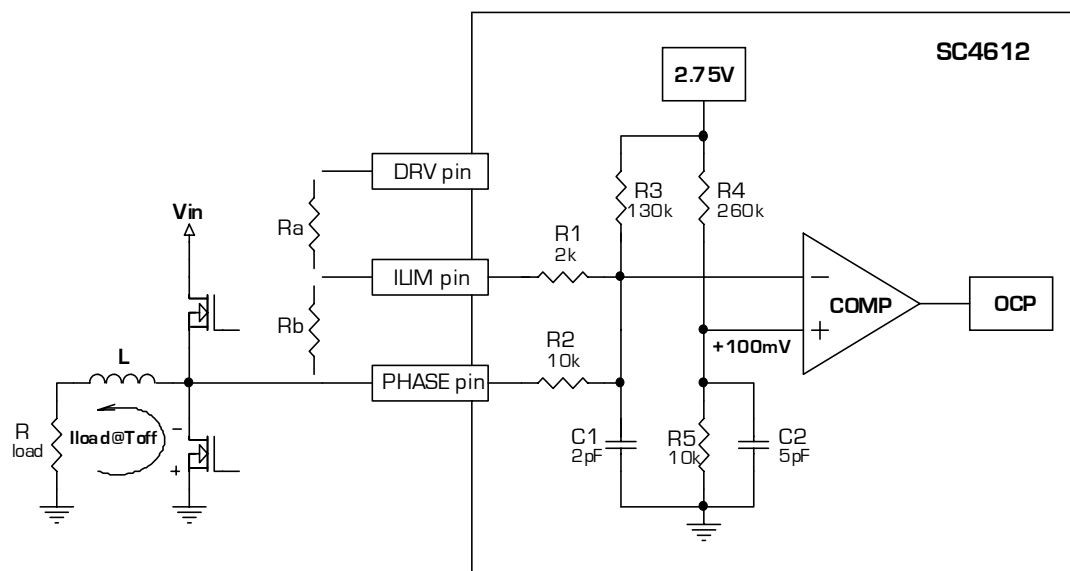 SC4612
2.75V
DRV pin
R3
130k
R4
260k
Vin
Ra
R1
2k
ILIM pin
COMP
−
+
OCP
Rb
+100mV
R2
10k
L
PHASE pin
R
load
Iload@Toff
−
+
C1
2pF
R5
10k
C2
5pF